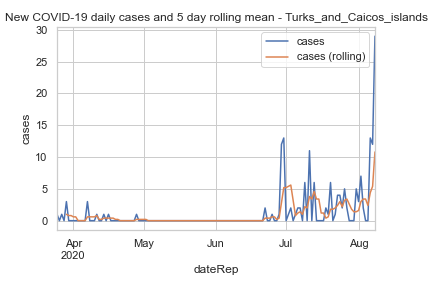 New COVID-19 daily cases and 5 day rolling mean - Turks_and_Caicos_islands
30
25
20
15
10
5
0
cases
cases
cases (rolling)
Apr
2020
May
Jun
Jul
Aug
dateRep